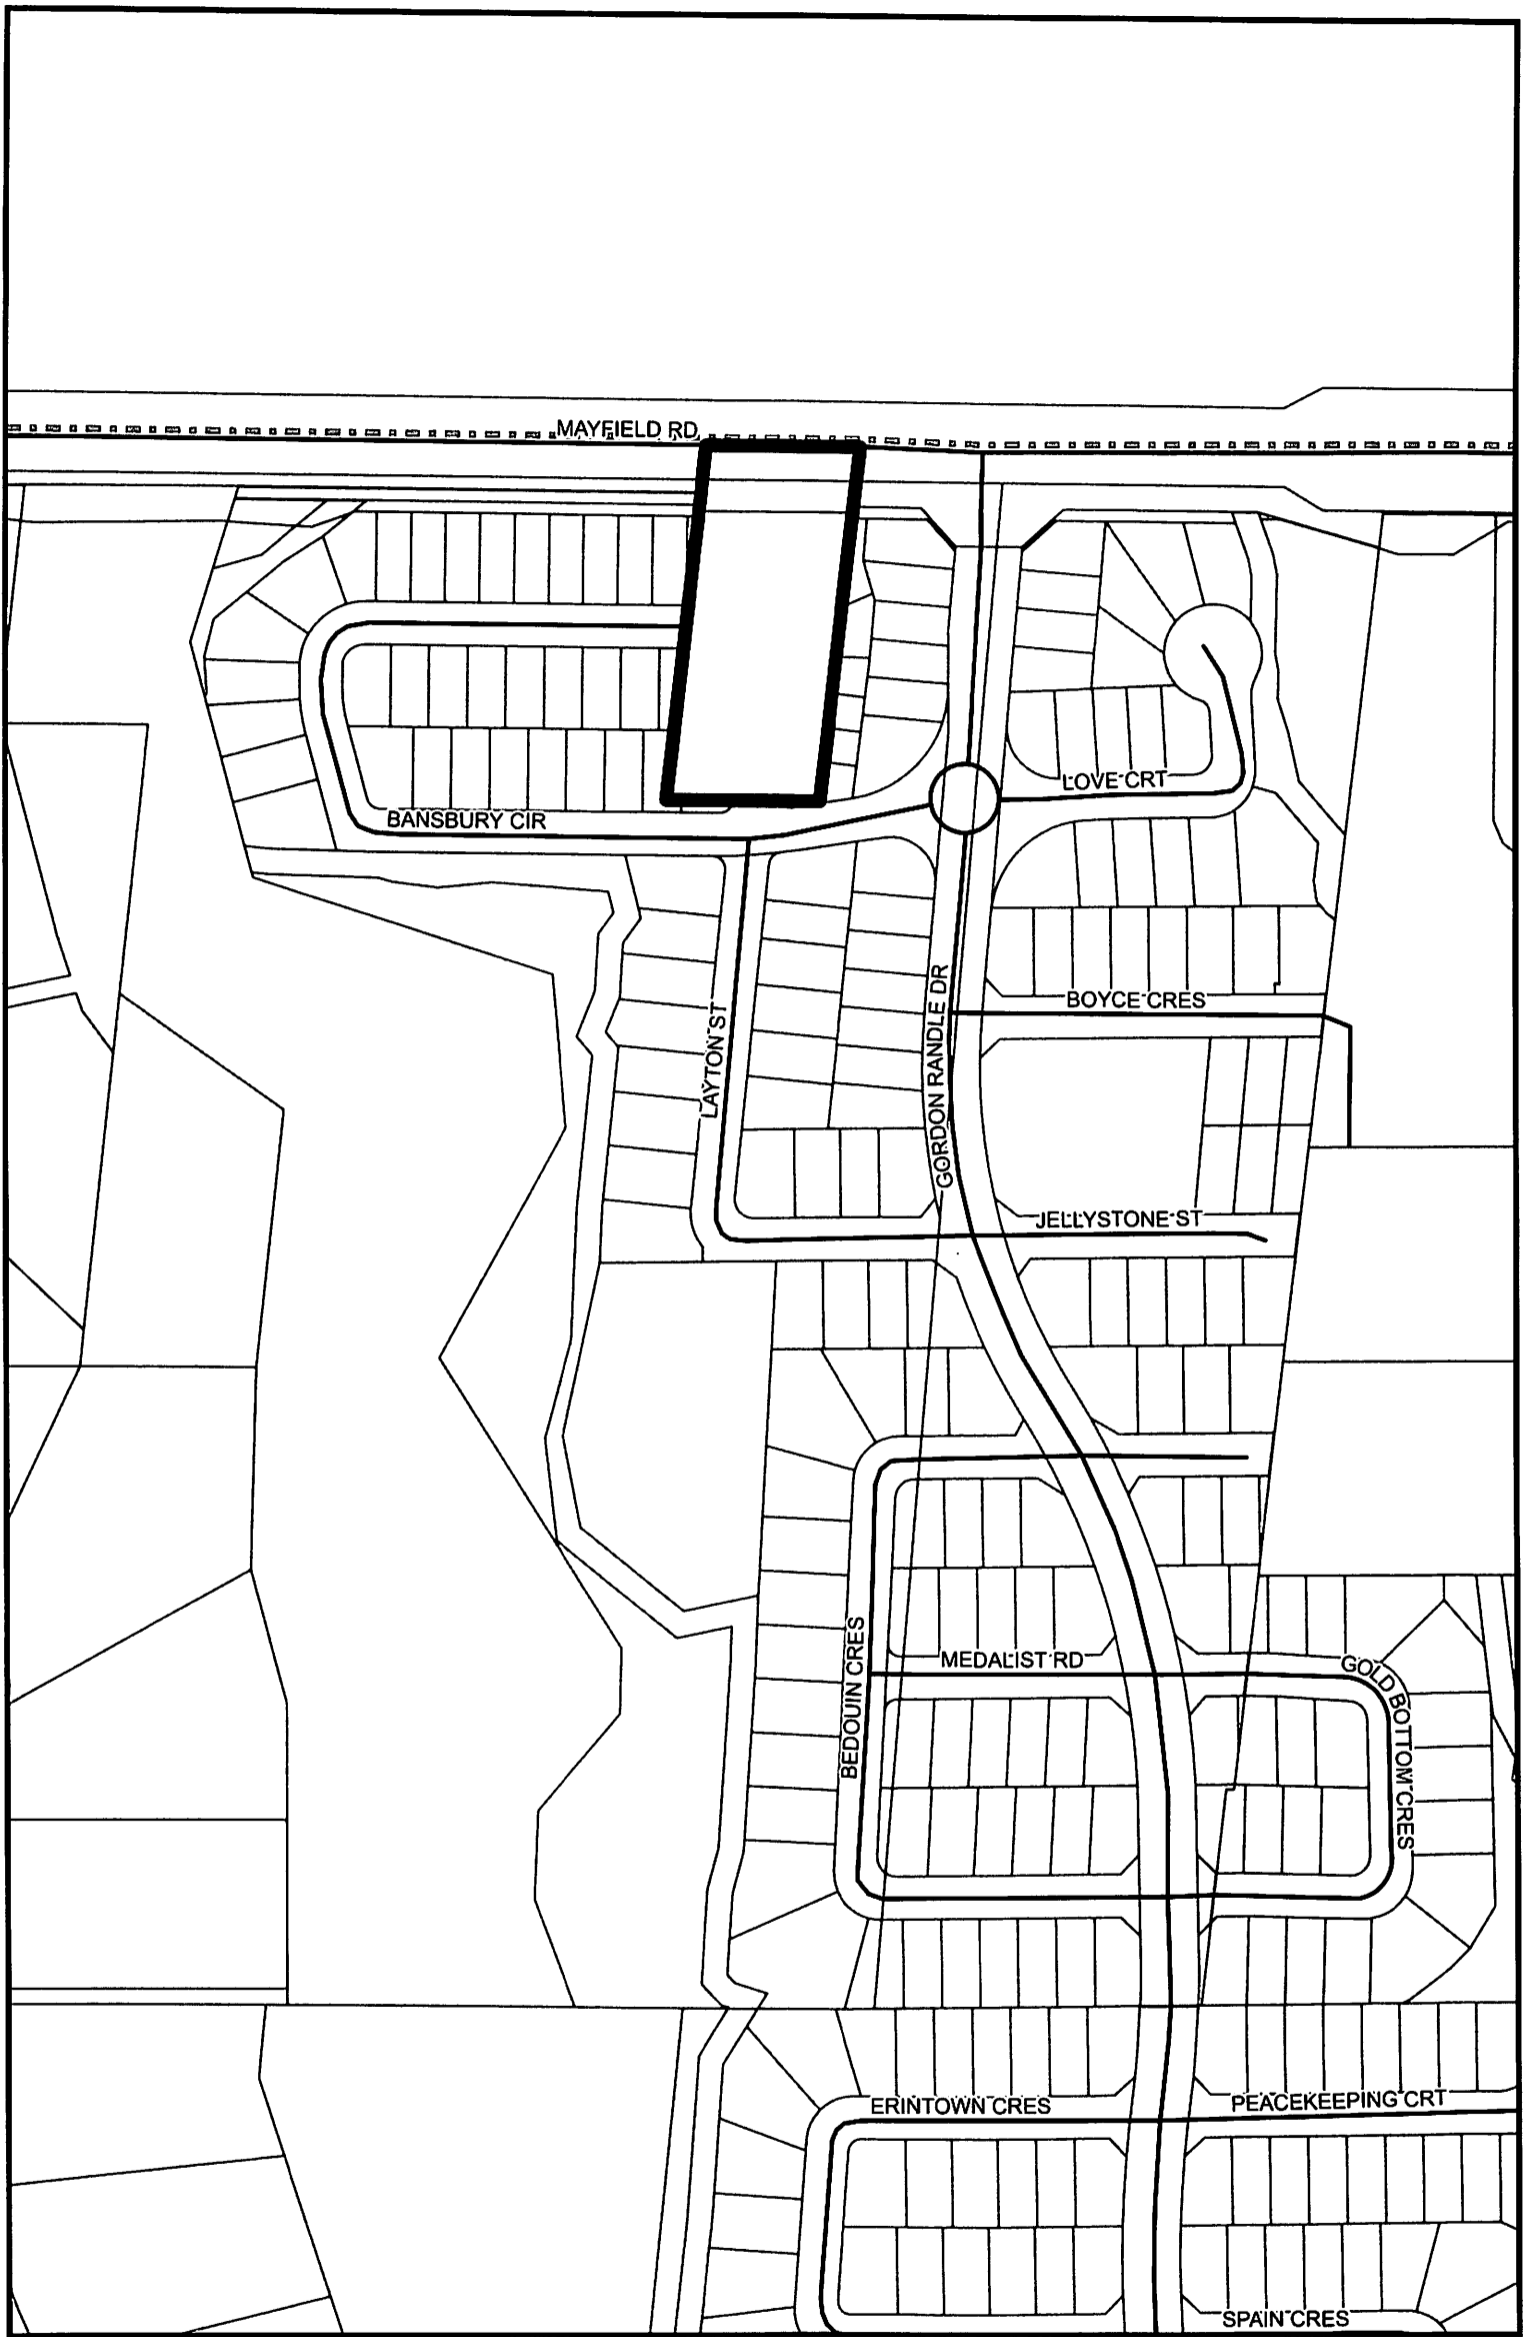 MAYFIELD RD
LOVE CRT
BANSBURY CIR
GORDON RANDLE DR
BOYCE CRES
LAYTON ST
JELLYSTONE ST
BEDOUIN CRES
MEDALIST RD
GOLD BOTTOM CRES
ERINTOWN CRES
PEACEKEEPING CRT
SPAIN CRES